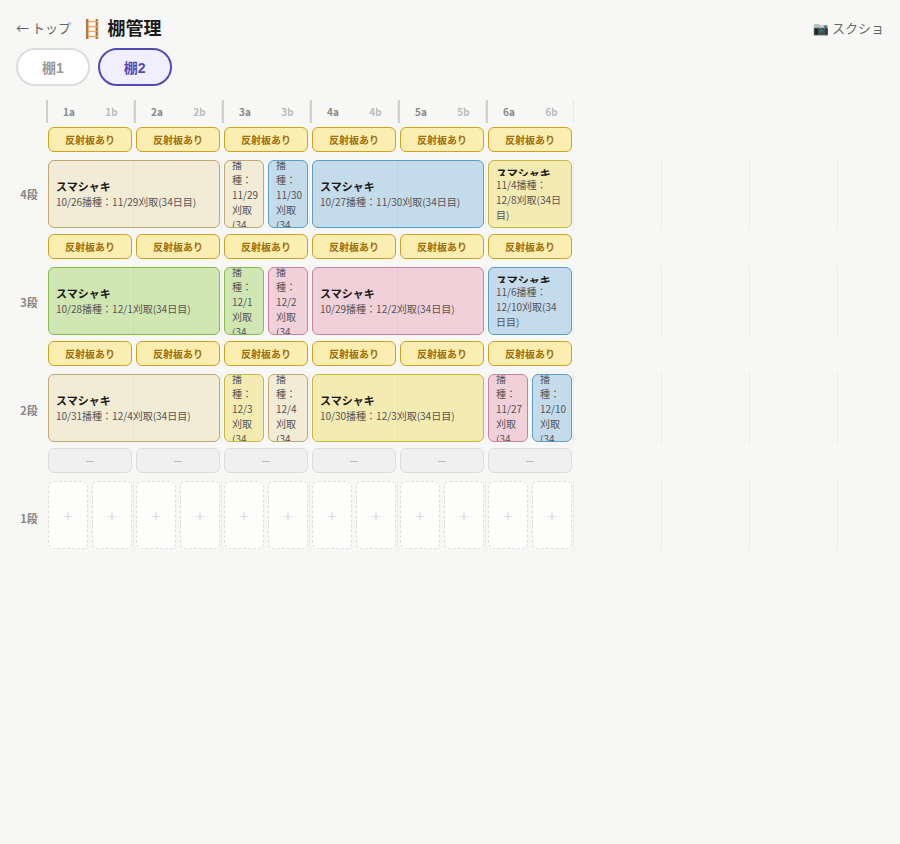 ← トップ 🪜 棚管理 📷 スクショ
棚1 棚2
1a 1b 2a 2b 3a 3b 4a 4b 5a 5b 6a 6b
反射板あり 反射板あり 反射板あり 反射板あり 反射板あり 反射板あり
4段
スマシャキ
10/26播種：11/29刈取(34日目)
播
種：
11/29
刈取
(34
播
種：
11/30
刈取
(34
スマシャキ
10/27播種：11/30刈取(34日目)
スマシャキ
11/4播種：
12/8刈取(34日
目)
反射板あり 反射板あり 反射板あり 反射板あり 反射板あり 反射板あり
3段
スマシャキ
10/28播種：12/1刈取(34日目)
播
種：
12/1
刈取
(34
播
種：
12/2
刈取
(34
スマシャキ
10/29播種：12/2刈取(34日目)
スマシャキ
11/6播種：
12/10刈取(34
日目)
反射板あり 反射板あり 反射板あり 反射板あり 反射板あり 反射板あり
2段
スマシャキ
10/31播種：12/4刈取(34日目)
播
種：
12/3
刈取
(34
播
種：
12/4
刈取
(34
スマシャキ
10/30播種：12/3刈取(34日目)
播
種：
11/27
刈取
(34
播
種：
12/10
刈取
(34
– – – – – –
1段
+ + + + + + + + + + + +